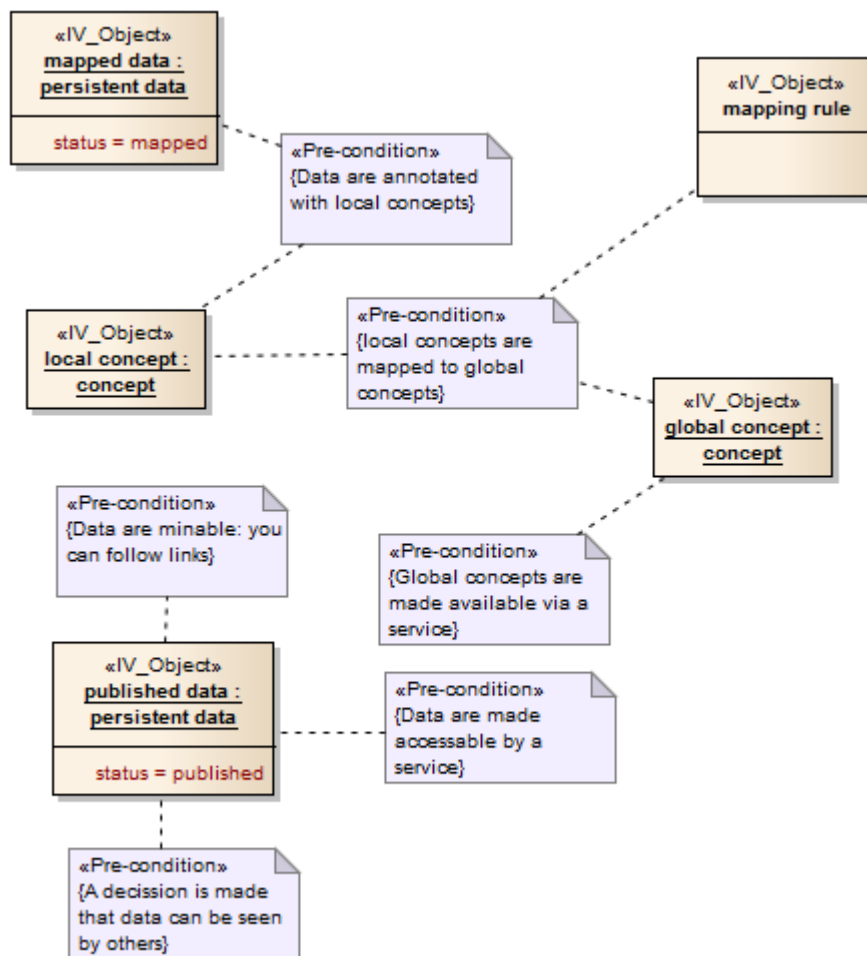 «IV_Object»
mapped data :
persistent data
status = mapped
«IV_Object»
mapping rule
«Pre-condition»
{Data are annotated
with local concepts}
«IV_Object»
local concept :
concept
«Pre-condition»
{local concepts are
mapped to global
concepts}
«IV_Object»
global concept :
concept
«Pre-condition»
{Data are minable: you
can follow links}
«Pre-condition»
{Global concepts are
made available via a
service}
«IV_Object»
published data :
persistent data
status = published
«Pre-condition»
{Data are made
accessable by a
service}
«Pre-condition»
{A decission is made
that data can be seen
by others}